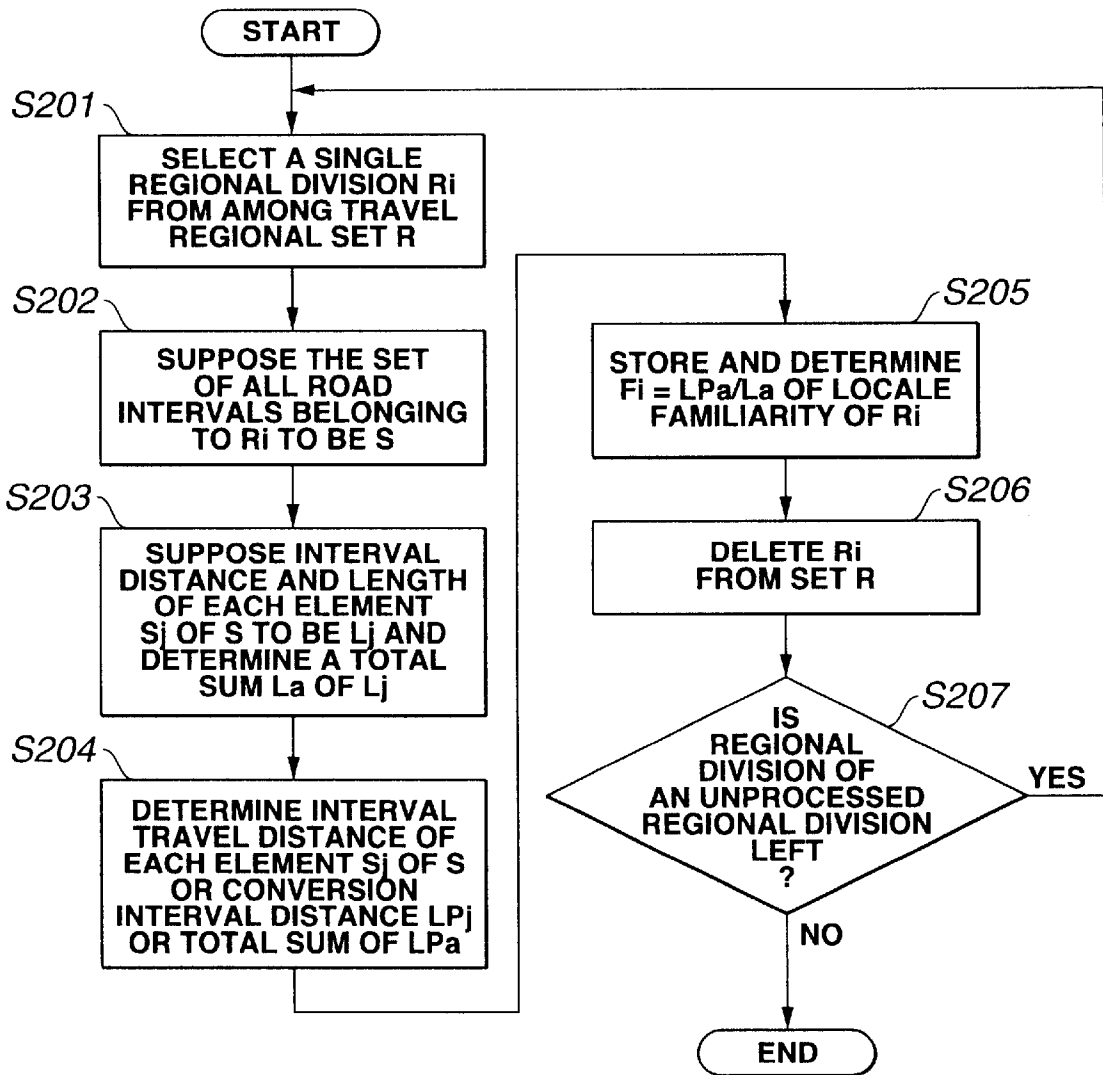 START
S201
SELECT A SINGLE
REGIONAL DIVISION Ri
FROM AMONG TRAVEL
REGIONAL SET R
S202
SUPPOSE THE SET
OF ALL ROAD
INTERVALS BELONGING
TO Ri TO BE S
S203
SUPPOSE INTERVAL
DISTANCE AND LENGTH
OF EACH ELEMENT
Sj OF S TO BE Lj AND
DETERMINE A TOTAL
SUM La OF Lj
S204
DETERMINE INTERVAL
TRAVEL DISTANCE OF
EACH ELEMENT Sj OF S
OR CONVERSION
INTERVAL DISTANCE LPj
OR TOTAL SUM OF LPa
S205
STORE AND DETERMINE
Fi = LPa/La OF LOCALE
FAMILIARITY OF Ri
S206
DELETE Ri
FROM SET R
S207
IS
REGIONAL
DIVISION OF
AN UNPROCESSED
REGIONAL DIVISION
LEFT
?
YES
NO
END